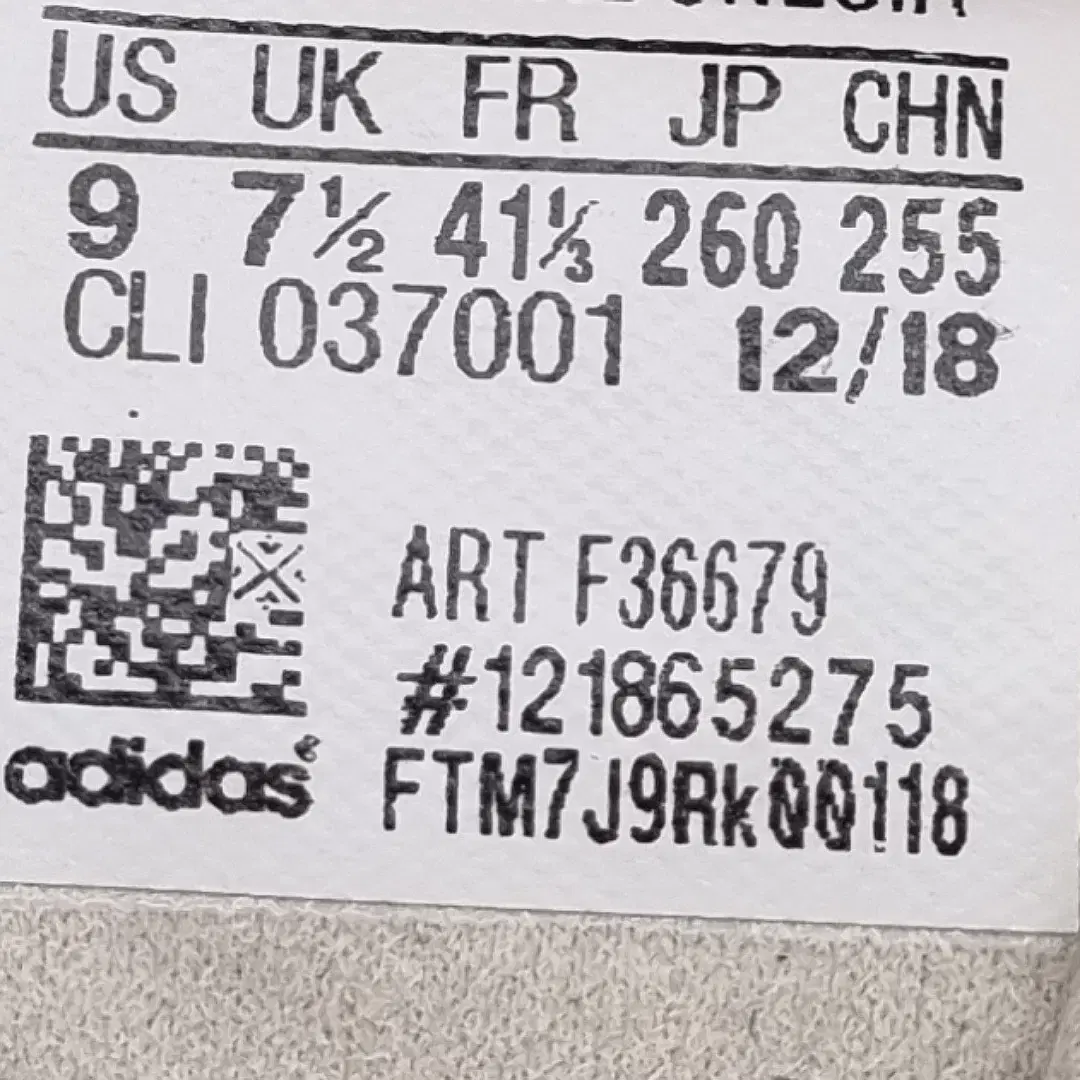 US UK FR JP CHN
9 7½ 41⅓ 260 255
CLI 037001 12/18
ART F36679
#121865275
adidas FTM7J9Rk00118